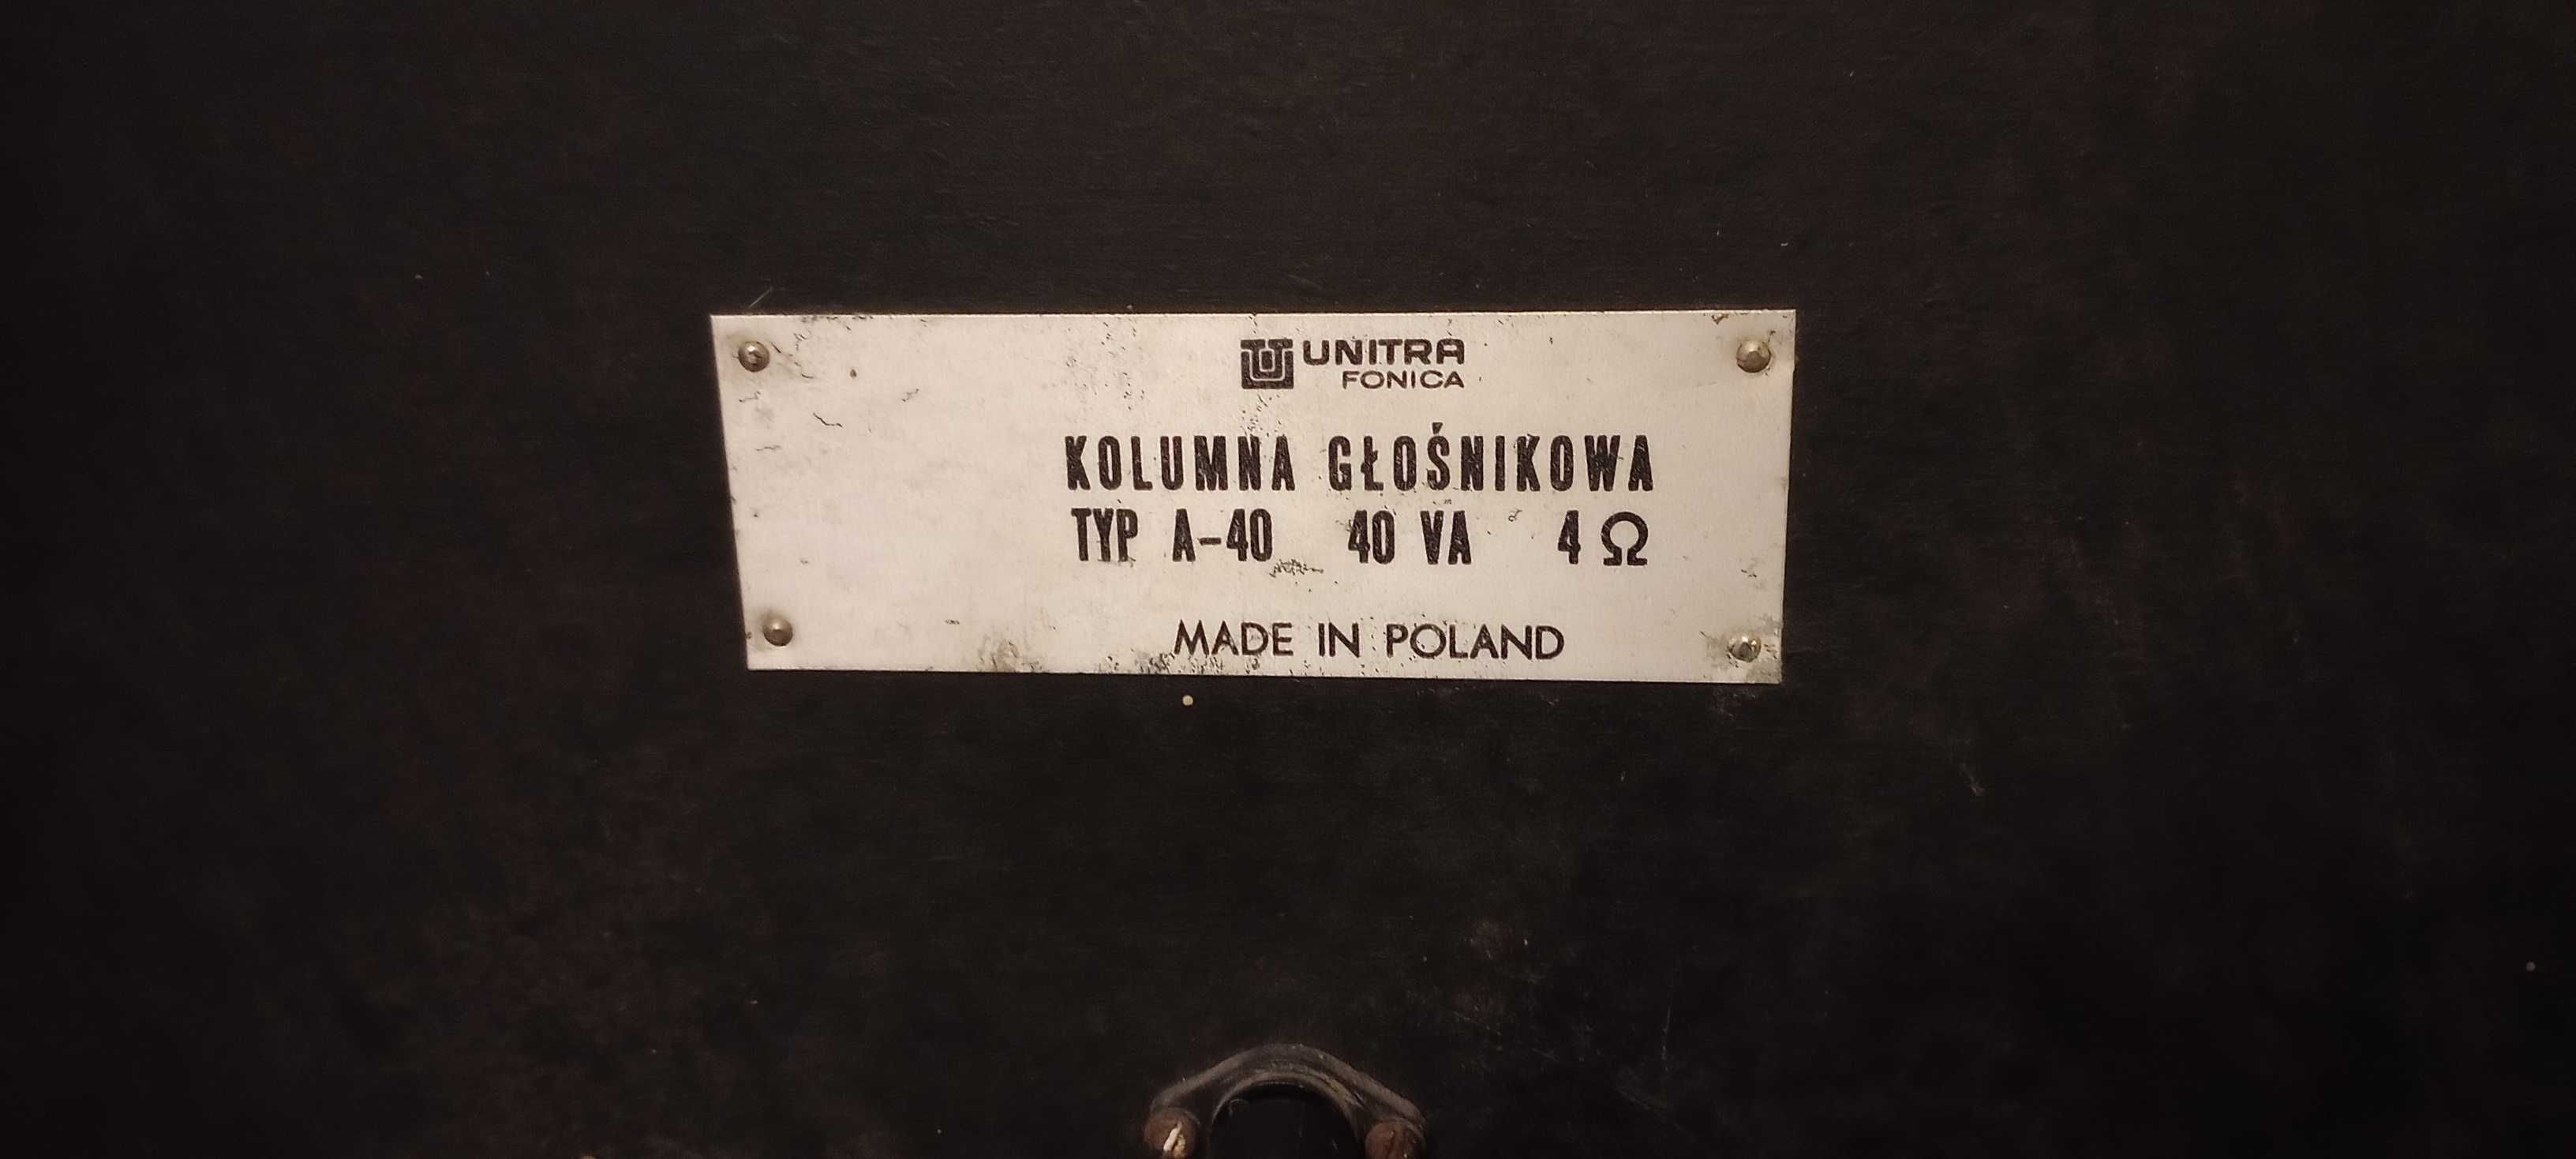 UNITRA
FONICA
KOLUMNA GŁOŚNIKOWA
TYP A-40 40 VA 4 Ω
MADE IN POLAND